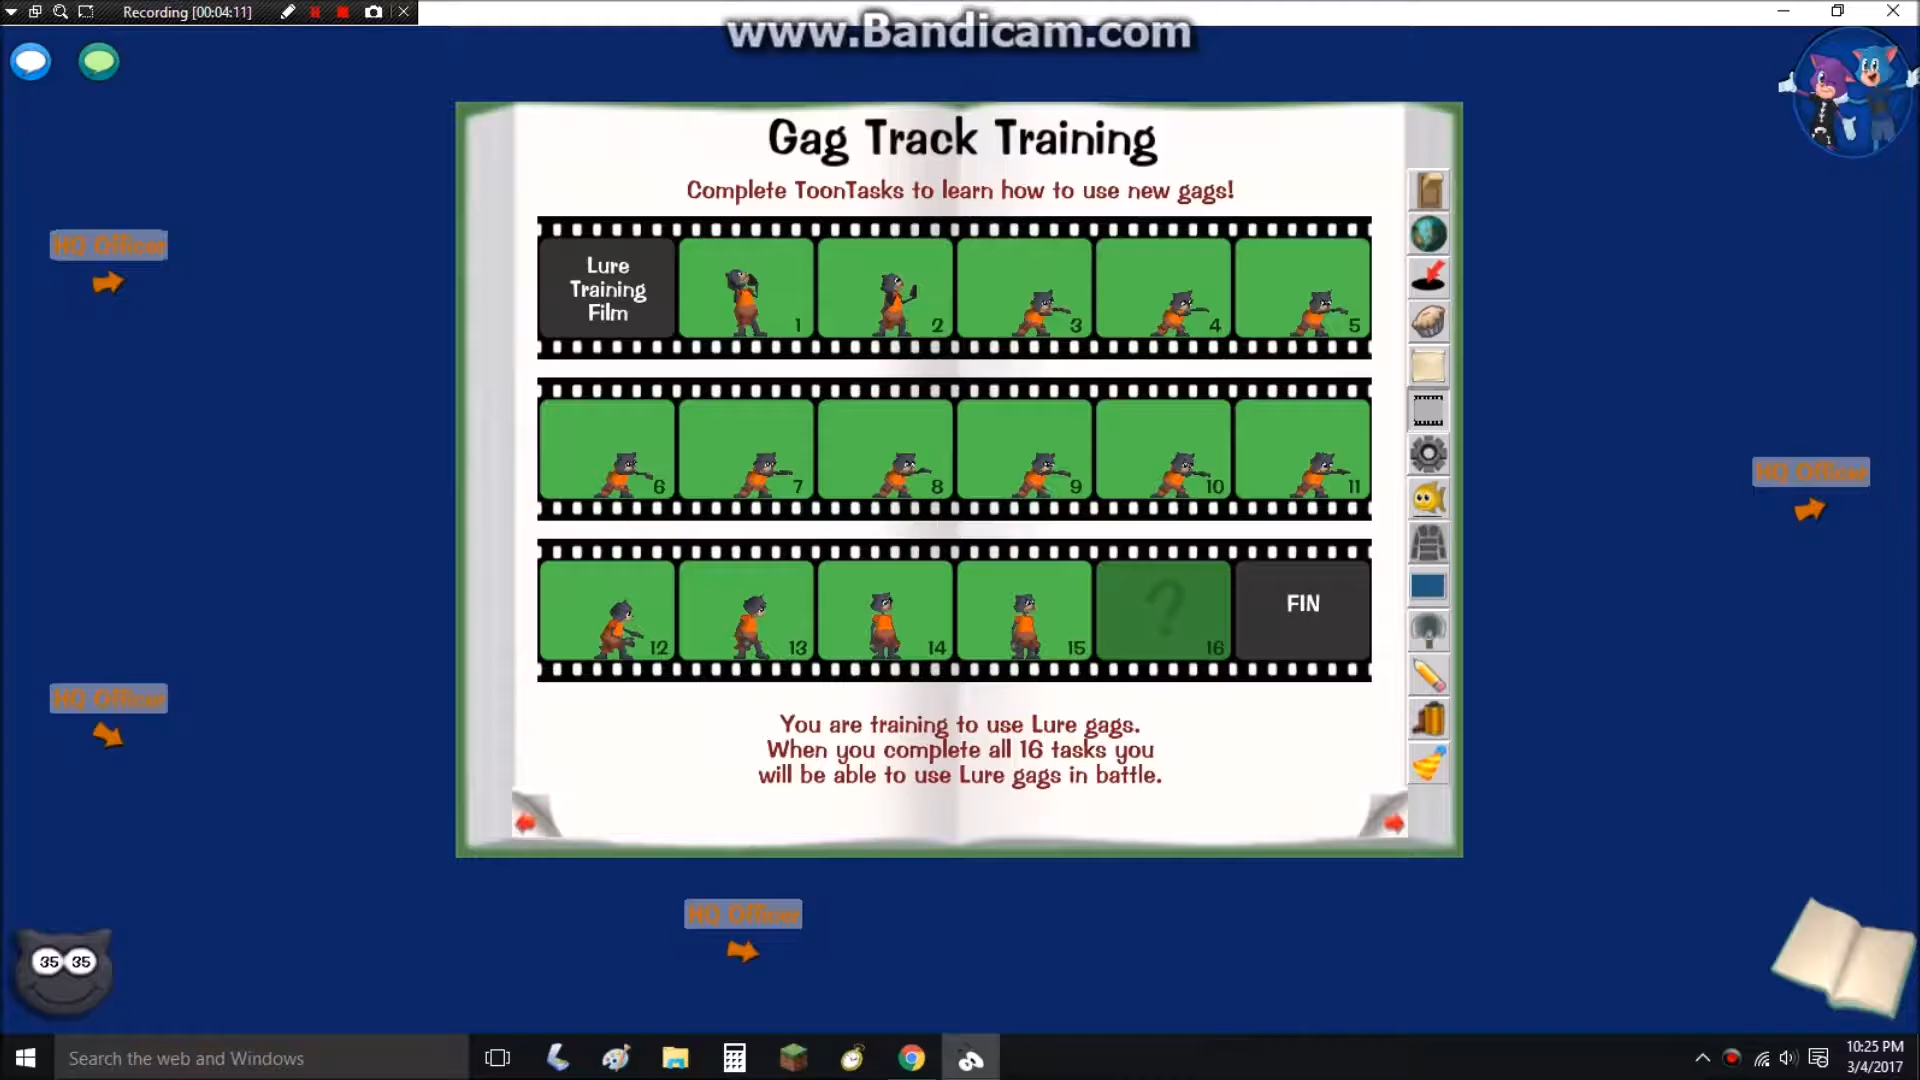 Recording [00:04:11]
www.Bandicam.com
Gag Track Training
Complete ToonTasks to learn how to use new gags!
HQ Officer
Lure
Training
Film
1
2
3
4
5
6
7
8
9
10
11
HQ Officer
12
13
14
15
?
16
FIN
HQ Officer
You are training to use Lure gags.
When you complete all 16 tasks you
will be able to use Lure gags in battle.
HQ Officer
35 35
Search the web and Windows
10:25 PM
3/4/2017